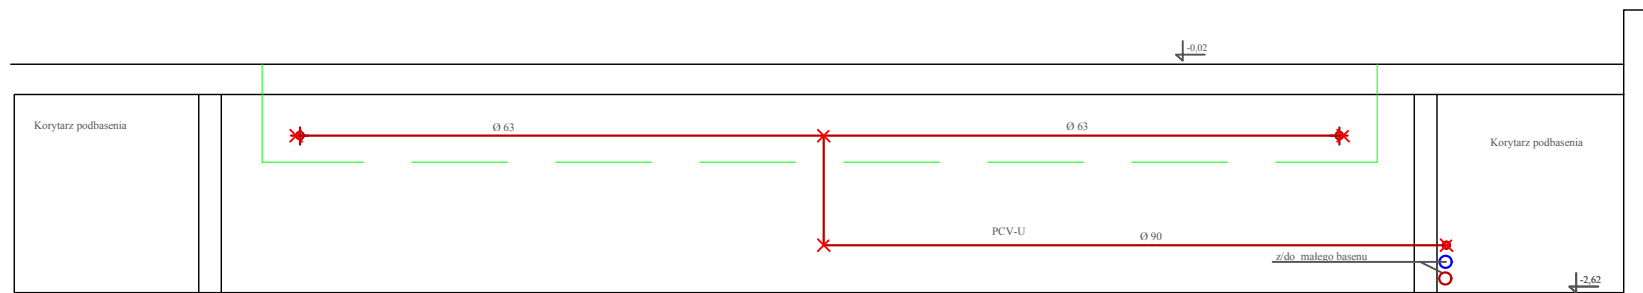 -0,02
Korytarz podbasenia
Ø 63
Ø 63
Korytarz podbasenia
PCV-U
Ø 90
z/do małego basenu
-2,62